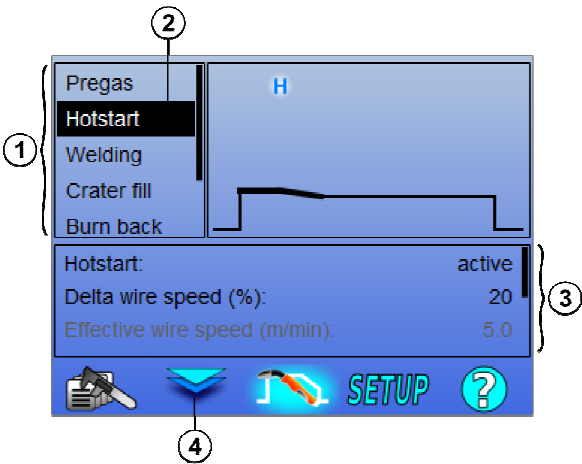 2
Pregas
H
Hotstart
1
Welding
Crater fill
Burn back
Hotstart: active
Delta wire speed (%): 20
3
Effective wire speed (m/min): 5.0
SETUP ?
4